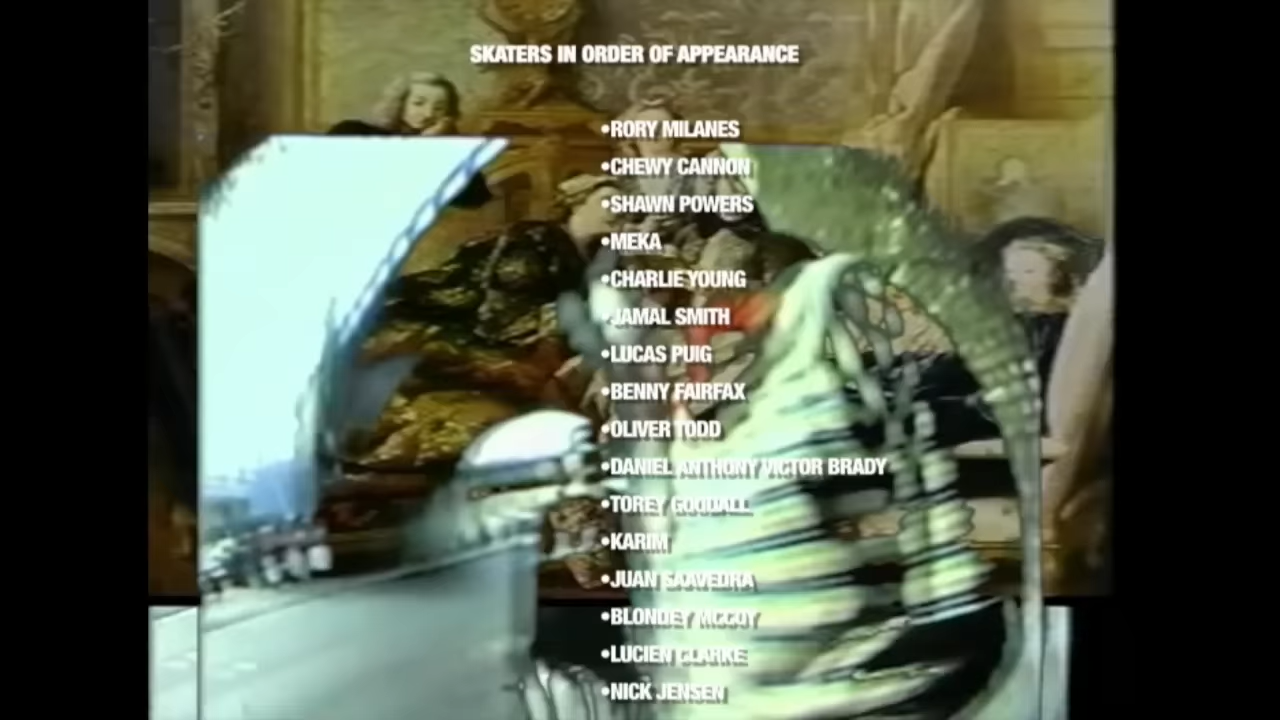 SKATERS IN ORDER OF APPEARANCE
•RORY MILANES
•CHEWY CANNON
•SHAWN POWERS
•MEKA
•CHARLIE YOUNG
•JAMAL SMITH
•LUCAS PUIG
•BENNY FAIRFAX
•OLIVER TODD
•DANIEL ANTHONY VICTOR BRADY
•TOREY GOODALL
•KARIM
•JUAN SAAVEDRA
•BLONDEY MCCOY
•LUCIEN CLARKE
•NICK JENSEN